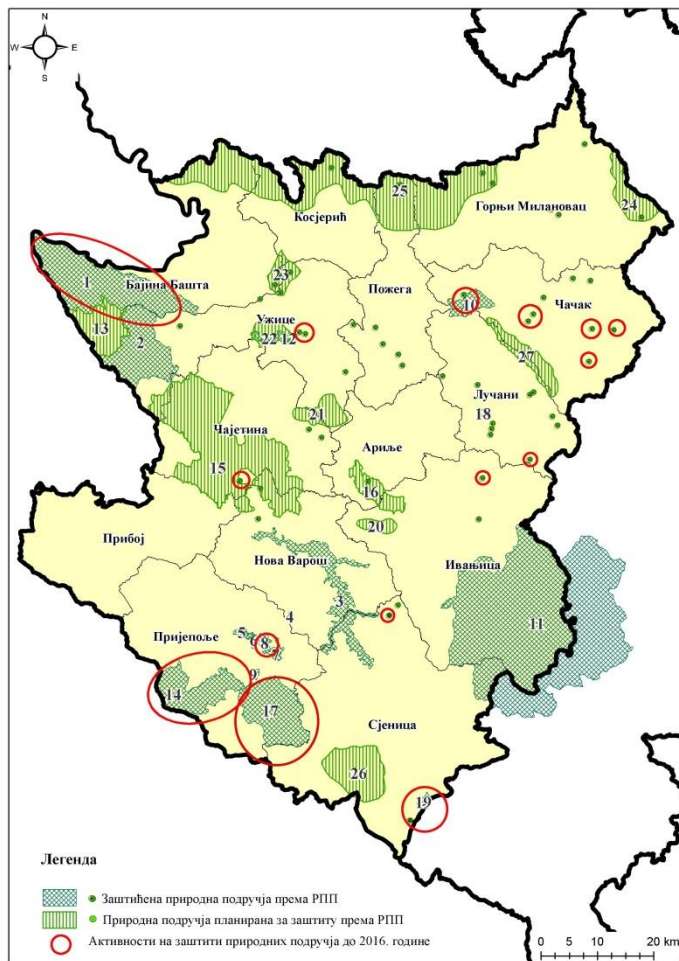 N
W E
S
25
Косјерић
Горњи Милановац
24
1
Бајина Башта
23
Пожега
10
Чачак
13
2
Ужице
22 12
27
Лучани
18
21
Чајетина
Ариље
15
16
20
Прибој
Нова Варош
Ивањица
3
4
11
Пријепоље
5
6
8
7
9
14
17
Сјеница
26
19
Легенда
Заштићена природна подручја према РПП
Природна подручја планирана за заштиту према РПП
Активности на заштити природних подручја до 2016. године
0 5 10 20 km